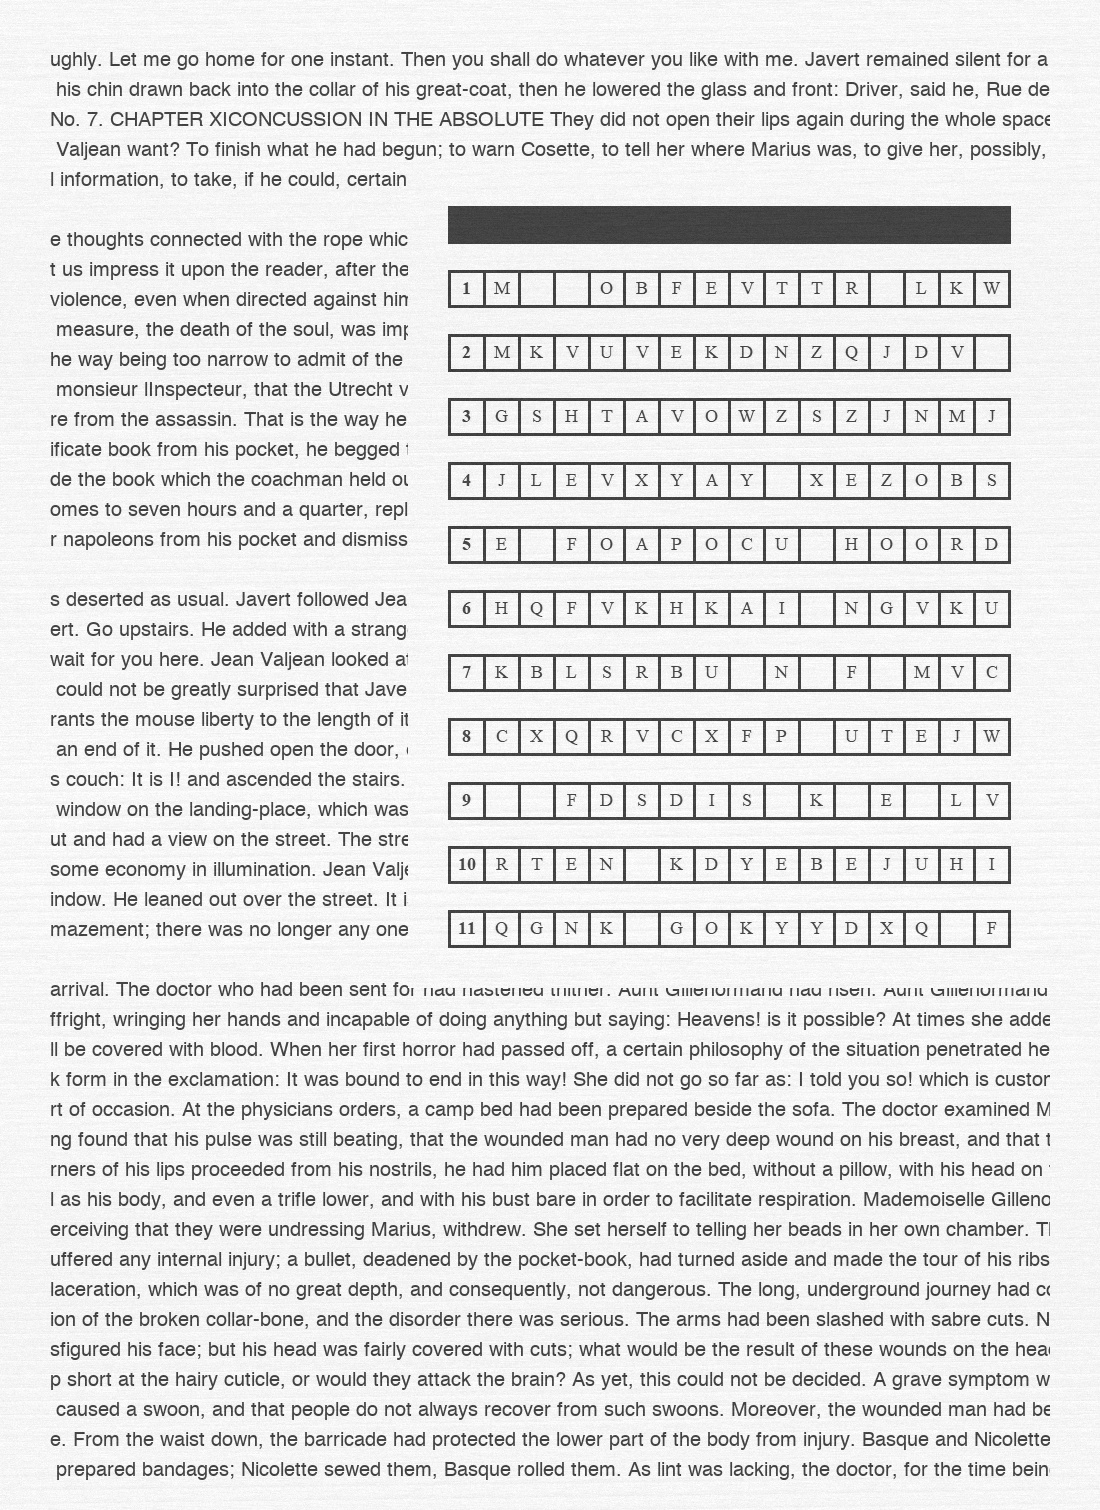 ughly. Let me go home for one instant. Then you shall do whatever you like with me. Javert remained silent for a
his chin drawn back into the collar of his great-coat, then he lowered the glass and front: Driver, said he, Rue de
No. 7. CHAPTER XICONCUSSION IN THE ABSOLUTE They did not open their lips again during the whole space
Valjean want? To finish what he had begun; to warn Cosette, to tell her where Marius was, to give her, possibly,
l information, to take, if he could, certain
e thoughts connected with the rope whic
t us impress it upon the reader, after the
violence, even when directed against him
measure, the death of the soul, was imp
he way being too narrow to admit of the
monsieur lInspecteur, that the Utrecht v
re from the assassin. That is the way he
ificate book from his pocket, he begged t
de the book which the coachman held ou
omes to seven hours and a quarter, repl
r napoleons from his pocket and dismiss
s deserted as usual. Javert followed Jea
ert. Go upstairs. He added with a strang
wait for you here. Jean Valjean looked at
could not be greatly surprised that Jave
rants the mouse liberty to the length of it
an end of it. He pushed open the door,
s couch: It is I! and ascended the stairs.
window on the landing-place, which was
ut and had a view on the street. The stre
some economy in illumination. Jean Valje
indow. He leaned out over the street. It i
mazement; there was no longer any one
1 M O B F E V T T R L K W
2 M K V U V E K D N Z Q J D V
3 G S H T A V O W Z S Z J N M J
4 J L E V X Y A Y X E Z O B S
5 E F O A P O C U H O O R D
6 H Q F V K H K A I N G V K U
7 K B L S R B U N F M V C
8 C X Q R V C X F P U T E J W
9 F D S D I S K E L V
10 R T E N K D Y E B E J U H I
11 Q G N K G O K Y Y D X Q F
arrival. The doctor who had been sent for had hastened thither. Aunt Gillenormand had risen. Aunt Gillenormand
ffright, wringing her hands and incapable of doing anything but saying: Heavens! is it possible? At times she adde
ll be covered with blood. When her first horror had passed off, a certain philosophy of the situation penetrated he
k form in the exclamation: It was bound to end in this way! She did not go so far as: I told you so! which is custom
rt of occasion. At the physicians orders, a camp bed had been prepared beside the sofa. The doctor examined M
ng found that his pulse was still beating, that the wounded man had no very deep wound on his breast, and that t
rners of his lips proceeded from his nostrils, he had him placed flat on the bed, without a pillow, with his head on
l as his body, and even a trifle lower, and with his bust bare in order to facilitate respiration. Mademoiselle Gilleno
erceiving that they were undressing Marius, withdrew. She set herself to telling her beads in her own chamber. Th
uffered any internal injury; a bullet, deadened by the pocket-book, had turned aside and made the tour of his ribs
laceration, which was of no great depth, and consequently, not dangerous. The long, underground journey had co
ion of the broken collar-bone, and the disorder there was serious. The arms had been slashed with sabre cuts. N
sfigured his face; but his head was fairly covered with cuts; what would be the result of these wounds on the head
p short at the hairy cuticle, or would they attack the brain? As yet, this could not be decided. A grave symptom w
caused a swoon, and that people do not always recover from such swoons. Moreover, the wounded man had be
e. From the waist down, the barricade had protected the lower part of the body from injury. Basque and Nicolette
prepared bandages; Nicolette sewed them, Basque rolled them. As lint was lacking, the doctor, for the time bein